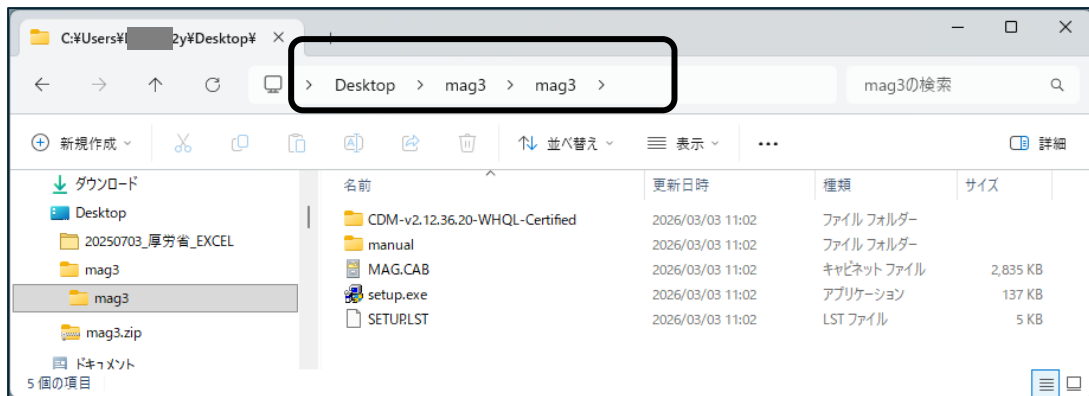 C:¥Users¥ 2y¥Desktop¥
Desktop > mag3 > mag3 >
mag3の検索
新規作成
並べ替え
表示
詳細
ダウンロード
Desktop
20250703_厚労省_EXCEL
mag3
mag3
mag3.zip
ドキュメント
名前 更新日時 種類 サイズ
CDM-v2.12.36.20-WHQL-Certified 2026/03/03 11:02 ファイル フォルダー
manual 2026/03/03 11:02 ファイル フォルダー
MAG.CAB 2026/03/03 11:02 キャビネット ファイル 2,835 KB
setup.exe 2026/03/03 11:02 アプリケーション 137 KB
SETUP.LST 2026/03/03 11:02 LST ファイル 5 KB
5 個の項目